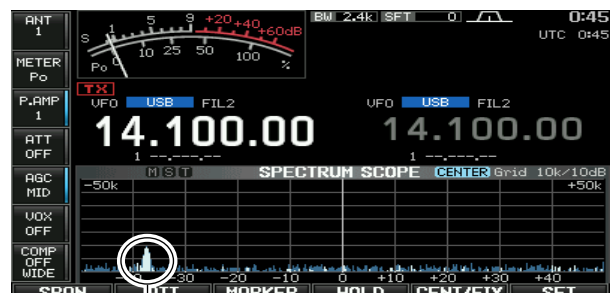 ANT
1
METER
Po
P.AMP
1
ATT
OFF
AGC
MID
VOX
OFF
COMP
OFF
WIDE
BW 2.4k SFT 0
0:45
UTC 0:45
S 1 5 9 +20 +40 +60dB
Po 0 10 25 50 100 %
TX
VFO USB FIL2
14.100.00
1 --.---.--
VFO USB FIL2
14.100.00
1 --.---.--
M S T SPECTRUM SCOPE CENTER Grid 10k/10dB
-50k +50k
-30 -20 -10 0 +10 +20 +30 +40
ATT MARKER HOLD CENT/FIX SET